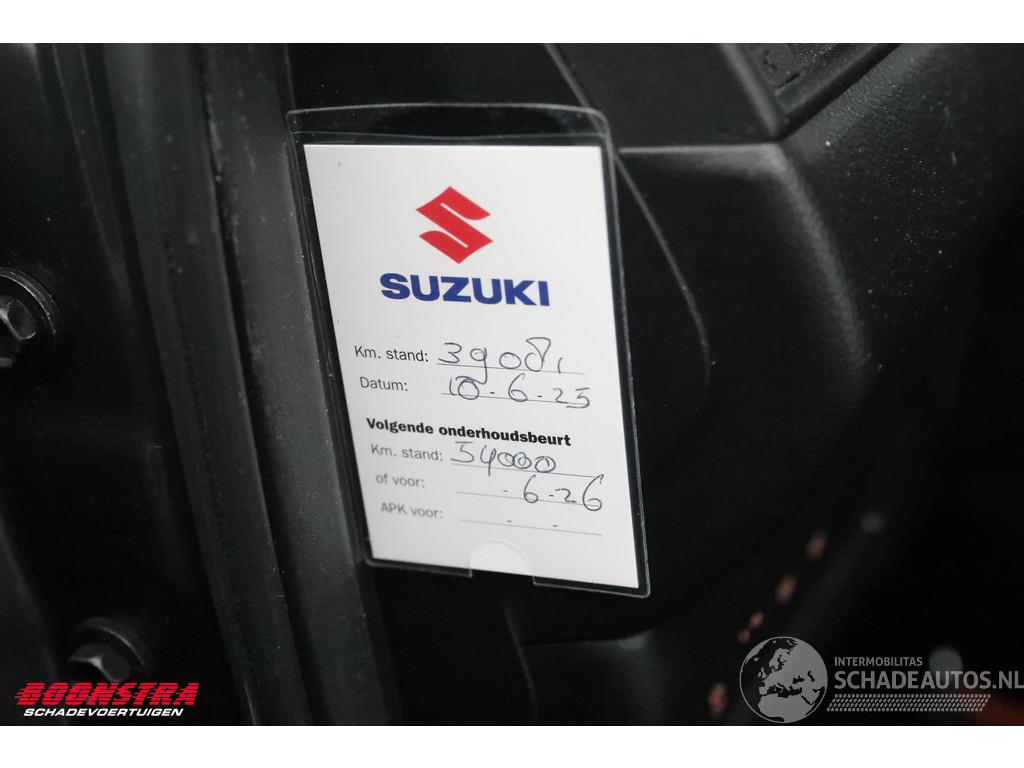 SUZUKI
Km. stand: 39081
Datum: 10-6-25
Volgende onderhoudsbeurt
Km. stand: 54000
of voor: - 6-26
APK voor: - -
BOONSTRA
SCHADEVOERTUIGEN
INTERMOBILITAS
SCHADEAUTOS.NL